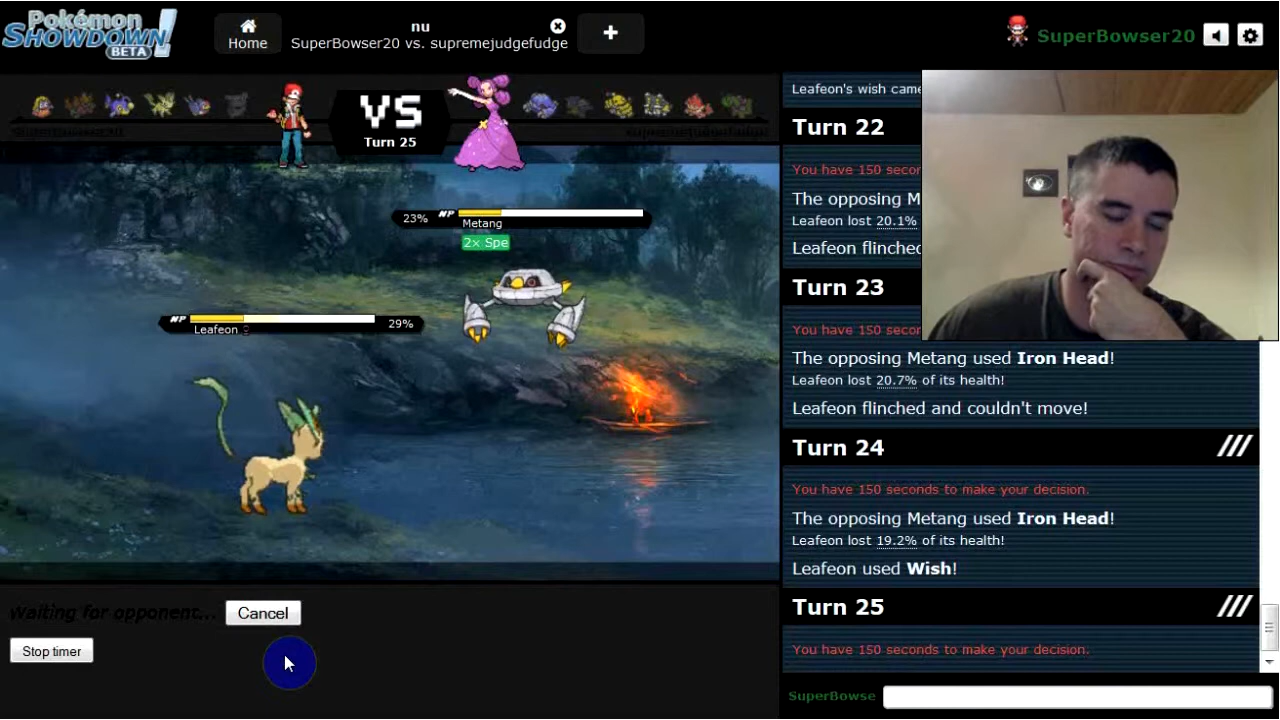 Pokémon
SHOWDOWN!
BETA
Home
nu
SuperBowser20 vs. supremejudgefudge
+
SuperBowser20
VS
Turn 25
23% NP
Metang
2× Spe
NP
Leafeon
29%
Leafeon's wish came
Turn 22
You have 150 secon
The opposing M
Leafeon lost 20.1%
Leafeon flinched
Turn 23
You have 150 secon
The opposing Metang used Iron Head!
Leafeon lost 20.7% of its health!
Leafeon flinched and couldn't move!
Turn 24
You have 150 seconds to make your decision.
The opposing Metang used Iron Head!
Leafeon lost 19.2% of its health!
Leafeon used Wish!
Turn 25
You have 150 seconds to make your decision.
Waiting for opponent...
Cancel
Stop timer
SuperBowse